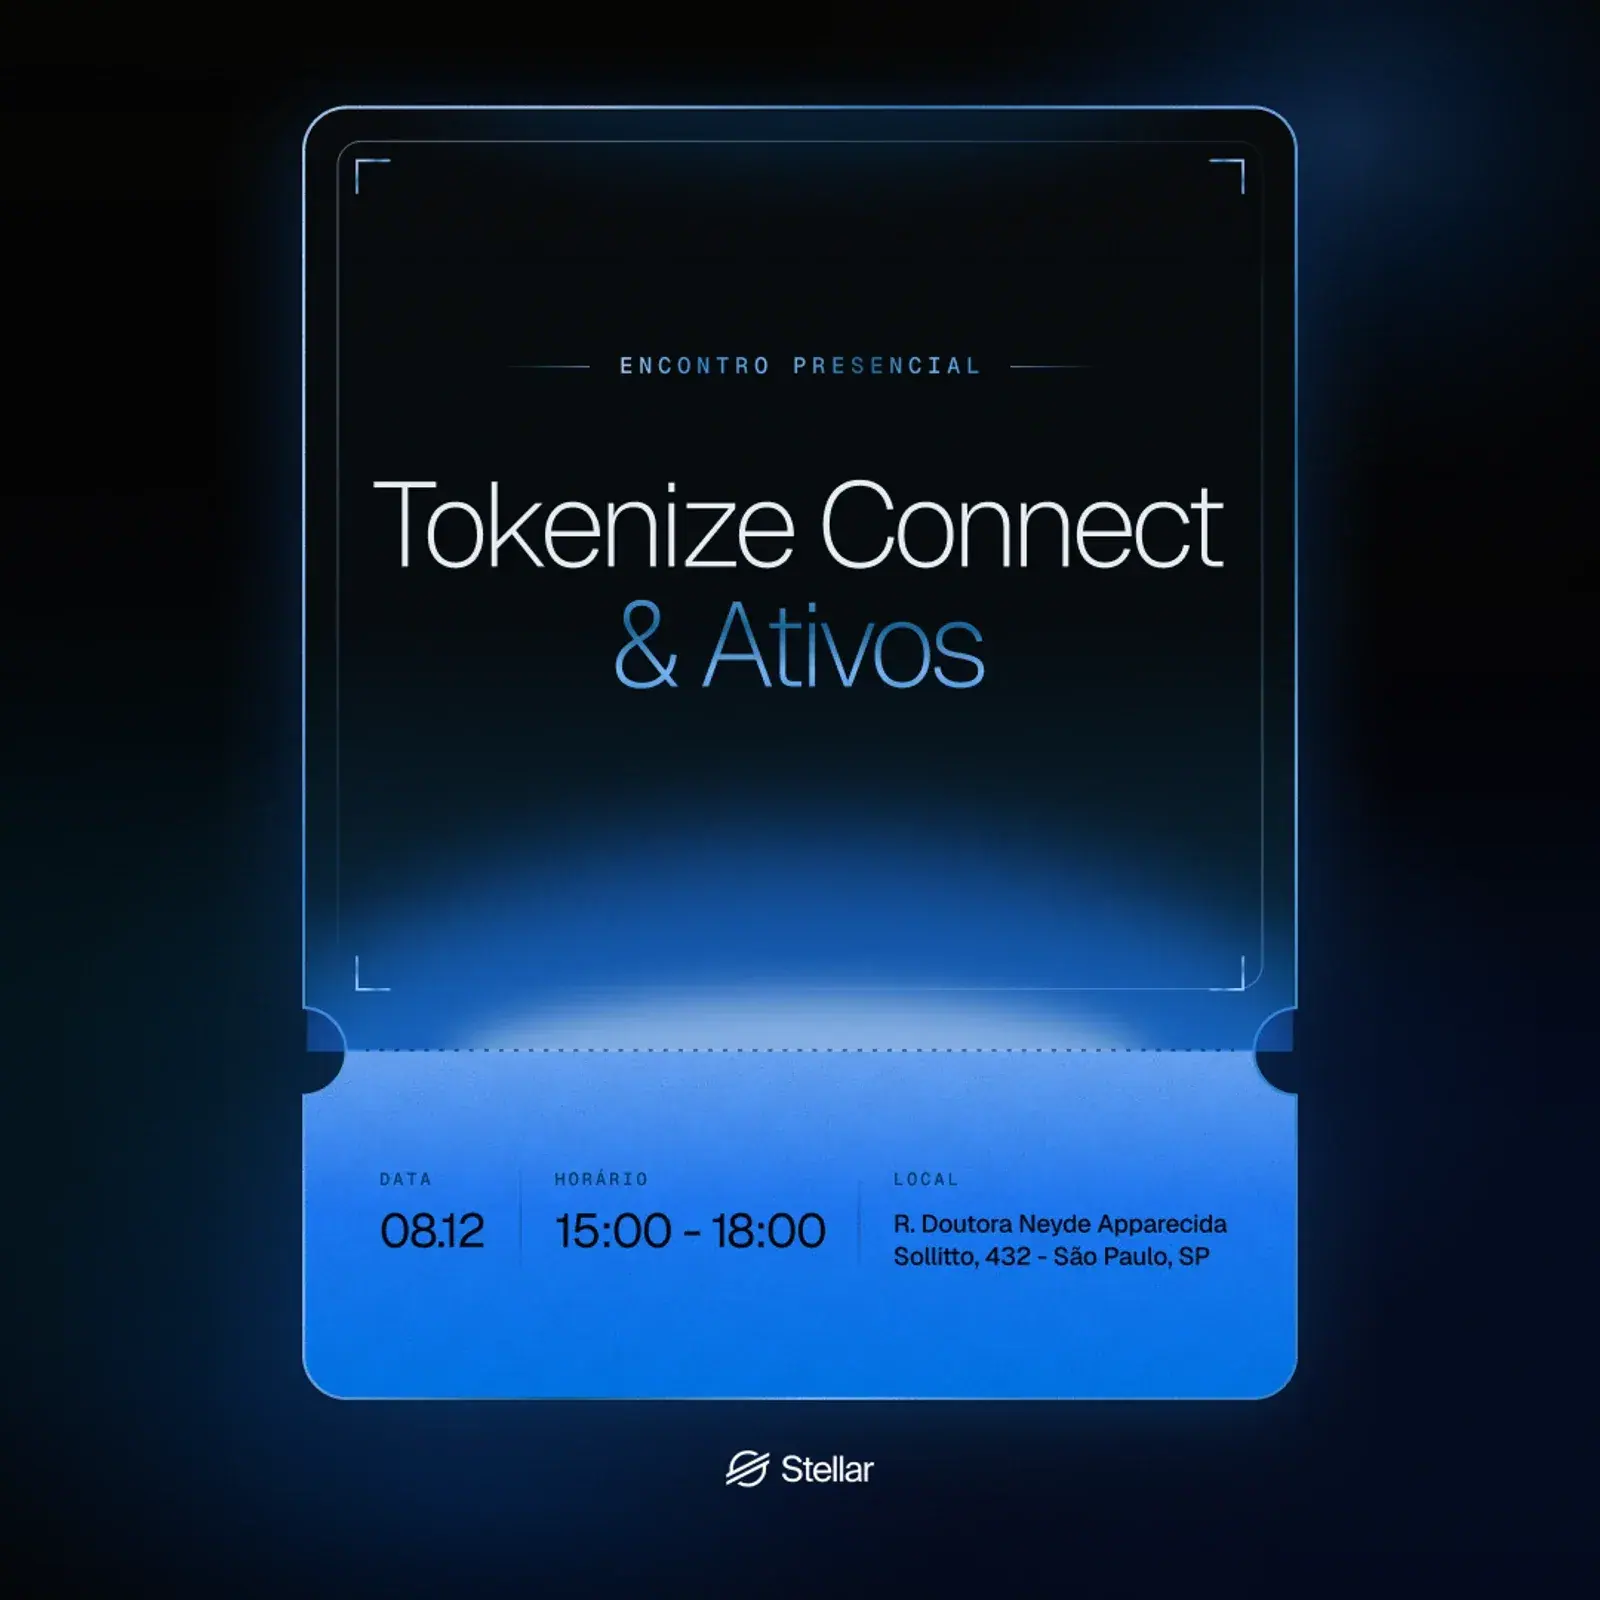 ENCONTRO PRESENCIAL
Tokenize Connect
& Ativos
DATA
08.12
HORÁRIO
15:00 - 18:00
LOCAL
R. Doutora Neyde Apparecida
Sollitto, 432 - São Paulo, SP
Stellar